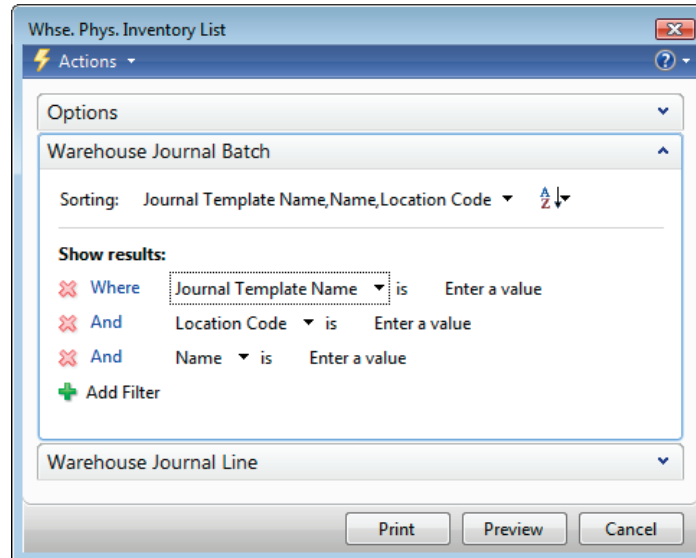 Whse. Phys. Inventory List
Actions
Options
Warehouse Journal Batch
Sorting: Journal Template Name,Name,Location Code
Show results:
Where Journal Template Name is Enter a value
And Location Code is Enter a value
And Name is Enter a value
Add Filter
Warehouse Journal Line
Print Preview Cancel